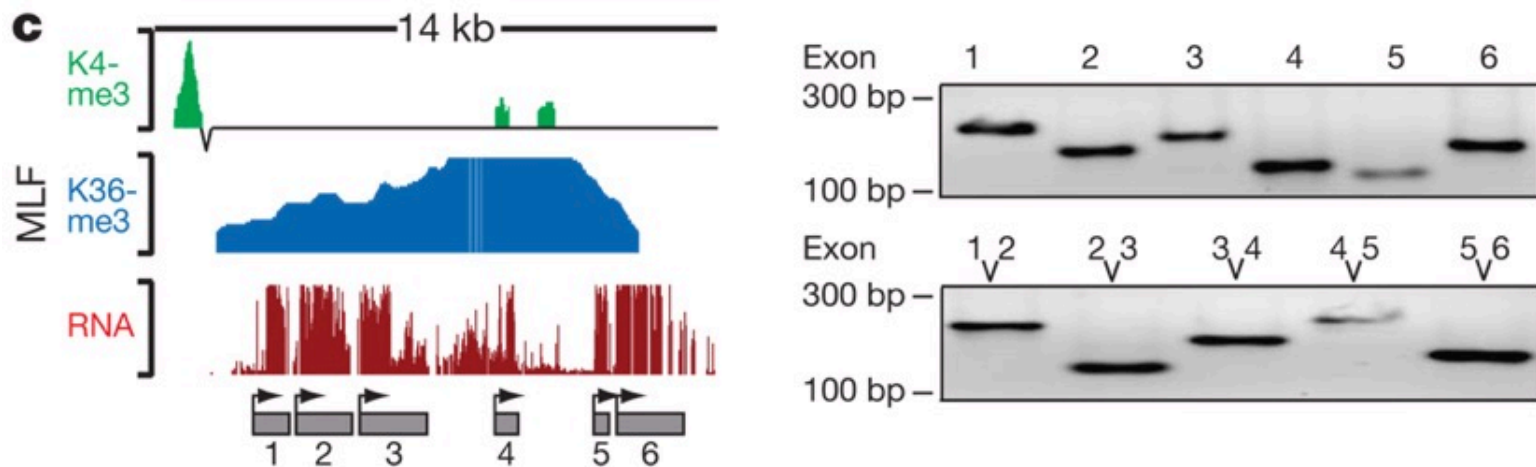 c
14 kb
MLF
K4-
me3
K36-
me3
RNA
1 2 3 4 5 6
Exon 1 2 3 4 5 6
300 bp
100 bp
Exon 1 2 2 3 3 4 4 5 5 6
300 bp
100 bp